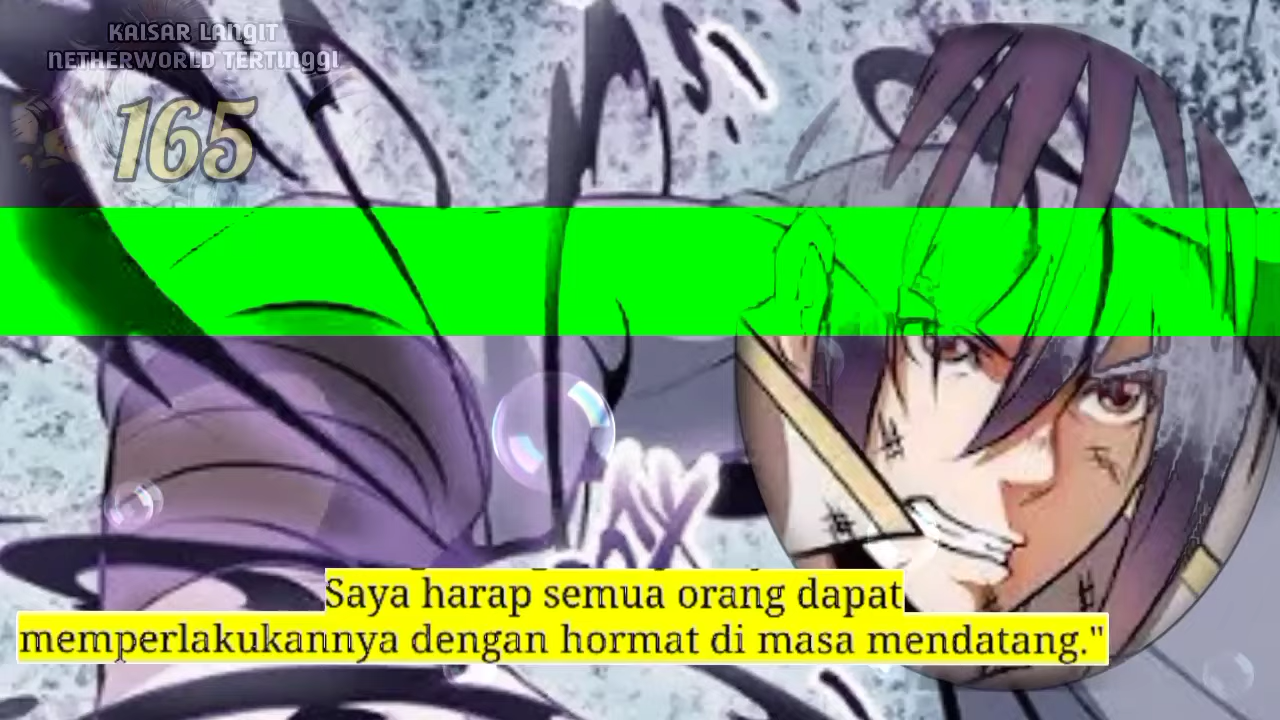 KAISAR LANGIT
NETHERWORLD TERTINGGI
165
Saya harap semua orang dapat
memperlakukannya dengan hormat di masa mendatang."